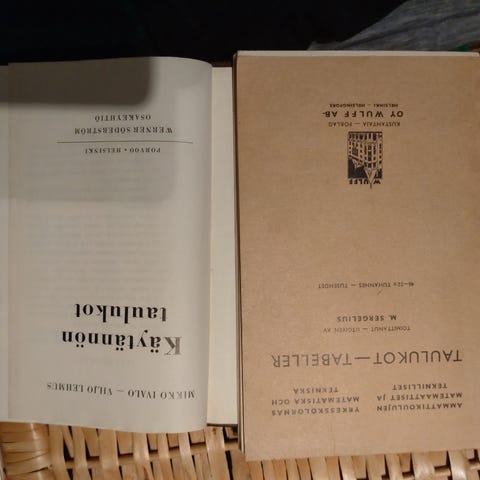 AMMATTIKOULUJEN
MATEMAATTISET JA
TEKNILLISET
YRKESSKOLORNAS
MATEMATISKA OCH
TEKNISKA
TAULUKOT—TABELLER
TOIMITTANUT — UTGIVEN AV
M. SERGELIUS
TUHANNES — TUSENDET
WULFF
KUSTANTAJA — FÖRLAG
OY WULFF AB
HELSINKI — HELSINGFORS
MIKKO IVALO — VILJO LEHMUS
Käytännön
taulukot
PORVOO • HELSINKI
WERNER SÖDERSTRÖM
OSAKEYHTIÖ